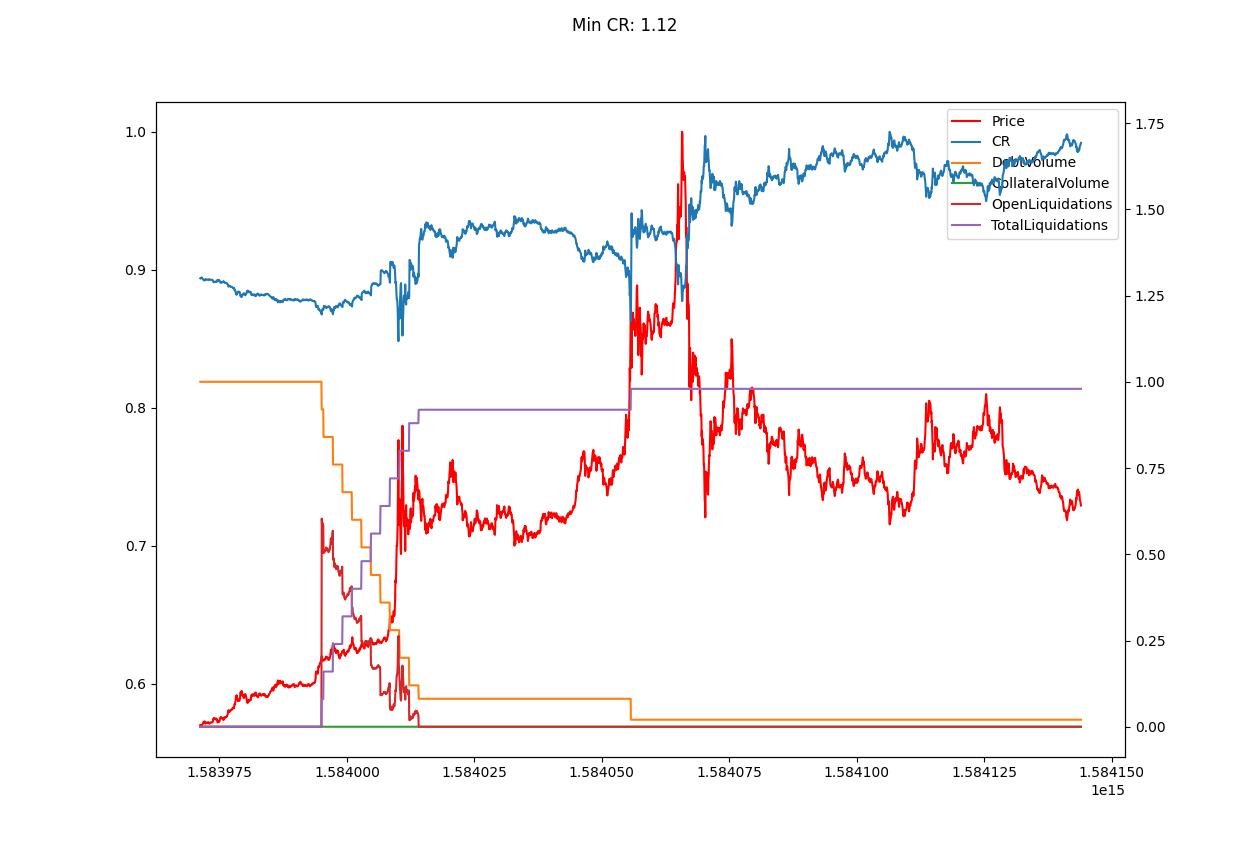 Min CR: 1.12
1.0
0.9
0.8
0.7
0.6
Price
CR
DebtVolume
CollateralVolume
OpenLiquidations
TotalLiquidations
1.75
1.50
1.25
1.00
0.75
0.50
0.25
0.00
1.583975 1.584000 1.584025 1.584050 1.584075 1.584100 1.584125 1.584150
1e15